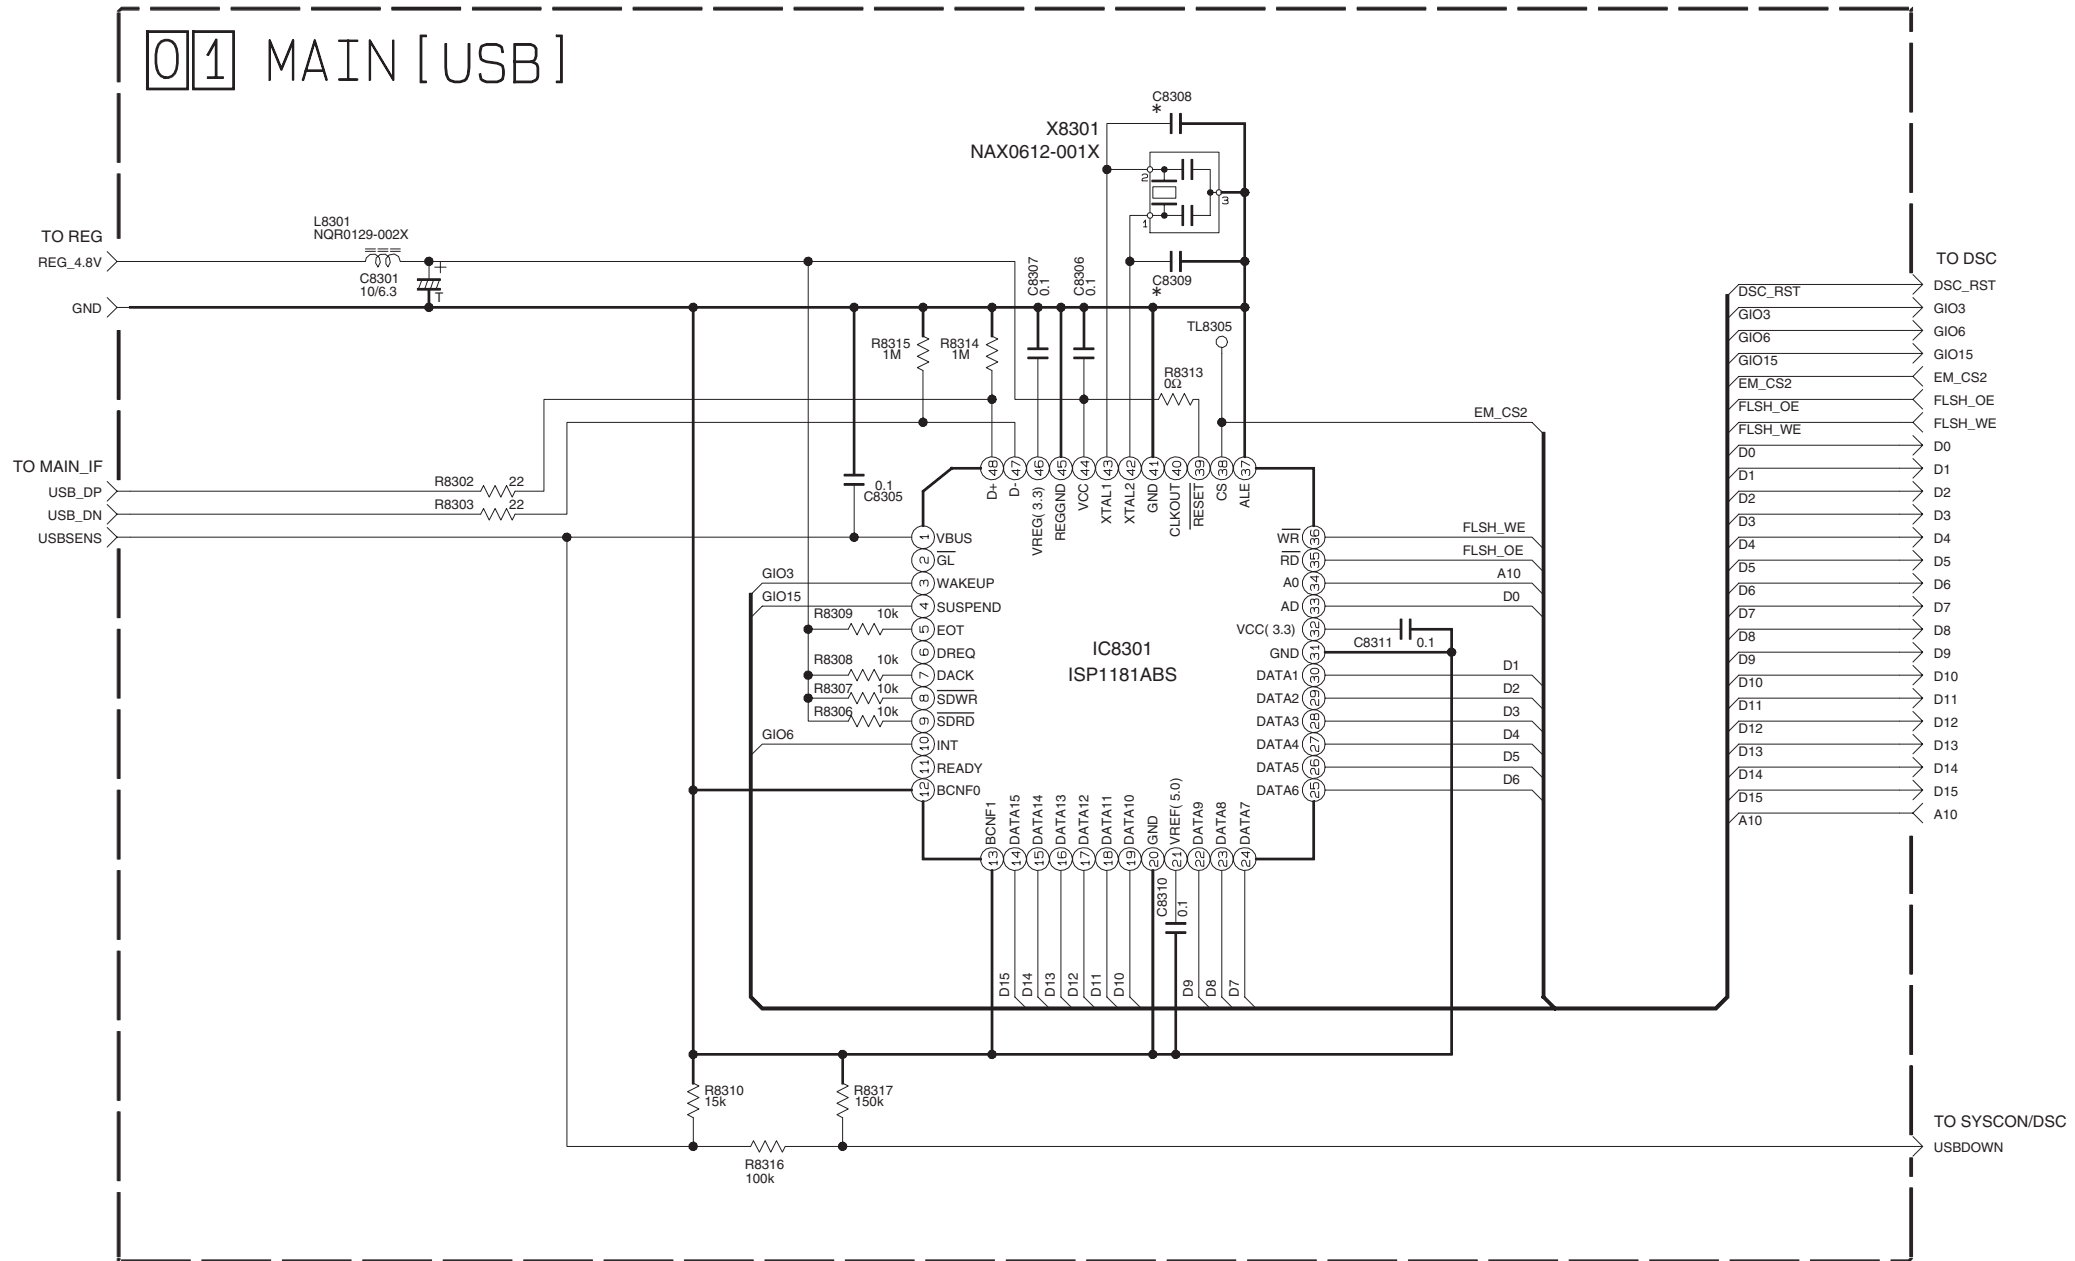 01 MAIN[USB]
C8308
*
X8301
NAX0612-001X
2
1
3
C8309
*
TO REG
REG_4.8V
GND
L8301
NQR0129-002X
C8301
10/6.3
+
T
C8307
0.1
C8306
0.1
TL8305
R8315
1M
R8314
1M
R8313
0Ω
EM_CS2
TO MAIN_IF
USB_DP
USB_DN
USBSENS
R8302 22
R8303 22
0.1
C8305
48 47 46 45 44 43 42 41 40 39 38 37
D+
D-
VREG(3.3)
REGGND
VCC
XTAL1
XTAL2
GND
CLKOUT
RESET
CS
ALE
1 VBUS
2 GL
3 WAKEUP
4 SUSPEND
5 EOT
6 DREQ
7 DACK
8 SDWR
9 SDRD
10 INT
11 READY
12 BCNF0
GIO3
GIO15
R8309 10k
R8308 10k
R8307 10k
R8306 10k
GIO6
IC8301
ISP1181ABS
WR 36 FLSH_WE
RD 35 FLSH_OE
A0 34 A10
AD 33 D0
VCC(3.3) 32
C8311 0.1
GND 31
DATA1 30 D1
DATA2 29 D2
DATA3 28 D3
DATA4 27 D4
DATA5 26 D5
DATA6 25 D6
BCNF1
DATA15
DATA14
DATA13
DATA12
DATA11
DATA10
GND
VREF(5.0)
DATA9
DATA8
DATA7
13 14 15 16 17 18 19 20 21 22 23 24
C8310
0.1
D15
D14
D13
D12
D11
D10
D9
D8
D7
R8310
15k
R8317
150k
R8316
100k
TO DSC
DSC_RST DSC_RST
GIO3 GIO3
GIO6 GIO6
GIO15 GIO15
EM_CS2 EM_CS2
FLSH_OE FLSH_OE
FLSH_WE FLSH_WE
D0 D0
D1 D1
D2 D2
D3 D3
D4 D4
D5 D5
D6 D6
D7 D7
D8 D8
D9 D9
D10 D10
D11 D11
D12 D12
D13 D13
D14 D14
D15 D15
A10 A10
TO SYSCON/DSC
USBDOWN